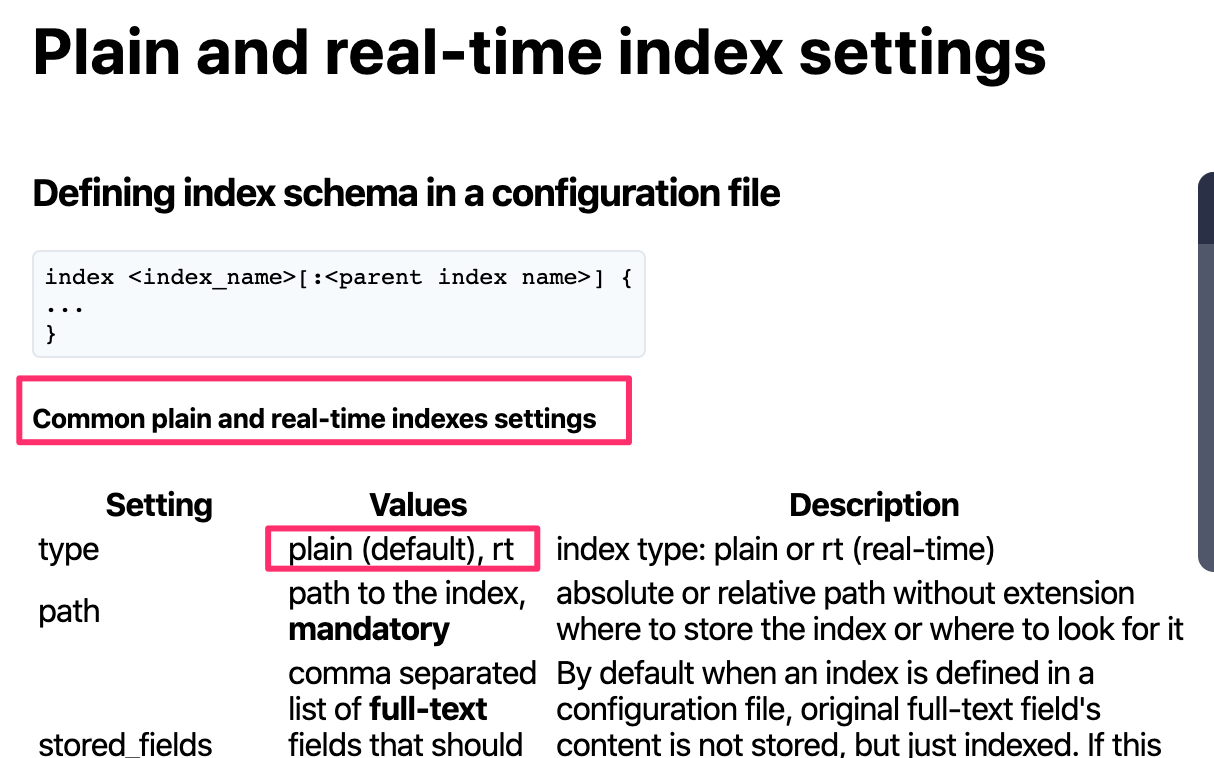 Plain and real-time index settings
Defining index schema in a configuration file
index <index_name>[:<parent index name>] {
...
}
Common plain and real-time indexes settings
Setting Values Description
type plain (default), rt index type: plain or rt (real-time)
path path to the index, mandatory absolute or relative path without extension where to store the index or where to look for it
stored_fields comma separated list of full-text fields that should By default when an index is defined in a configuration file, original full-text field's content is not stored, but just indexed. If this